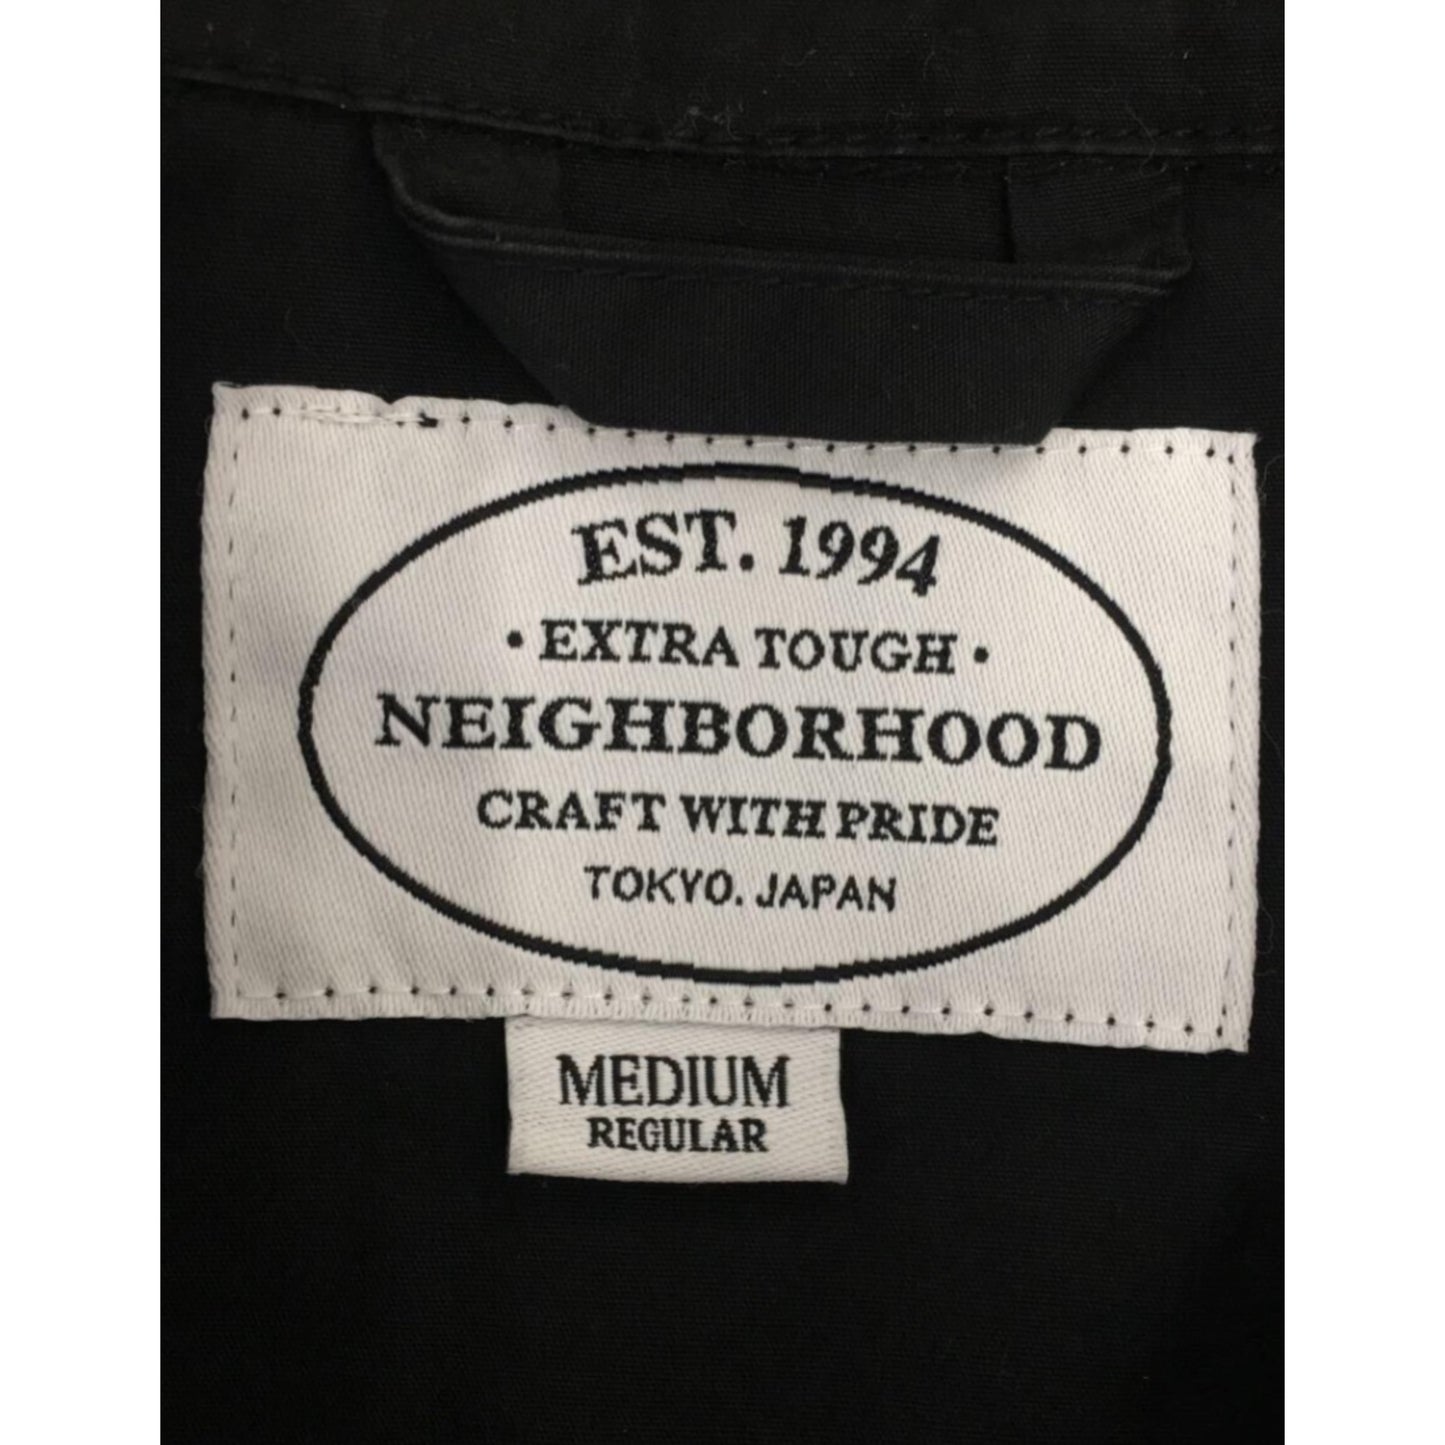 EST. 1994
• EXTRA TOUGH •
NEIGHBORHOOD
CRAFT WITH PRIDE
TOKYO. JAPAN
MEDIUM
REGULAR